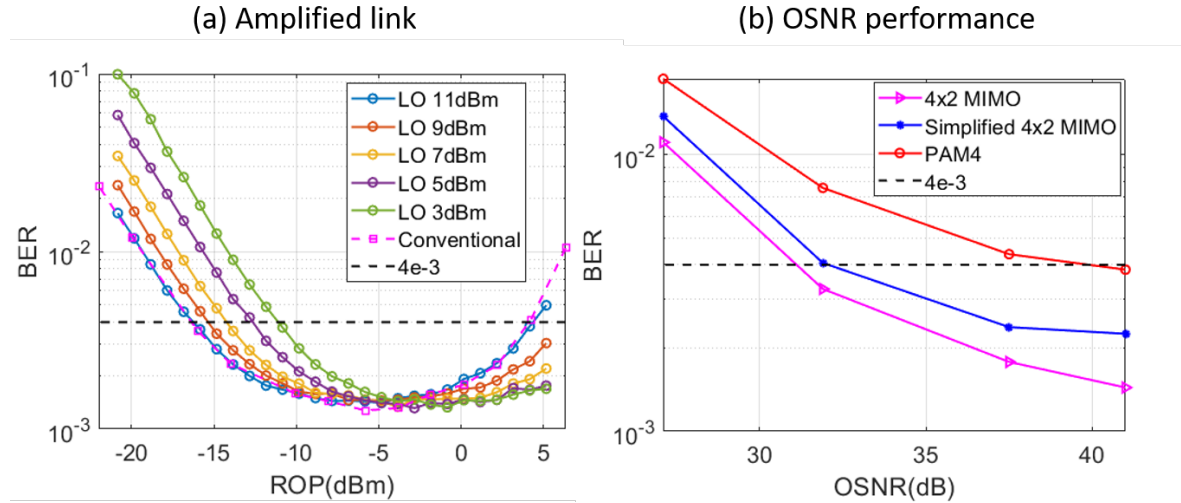 (a) Amplified link
10-1
10-2
10-3
BER
-20
-15
-10
-5
0
5
ROP(dBm)
LO 11dBm
LO 9dBm
LO 7dBm
LO 5dBm
LO 3dBm
Conventional
4e-3
(b) OSNR performance
10-2
10-3
BER
30
35
40
OSNR(dB)
4x2 MIMO
Simplified 4x2 MIMO
PAM4
4e-3